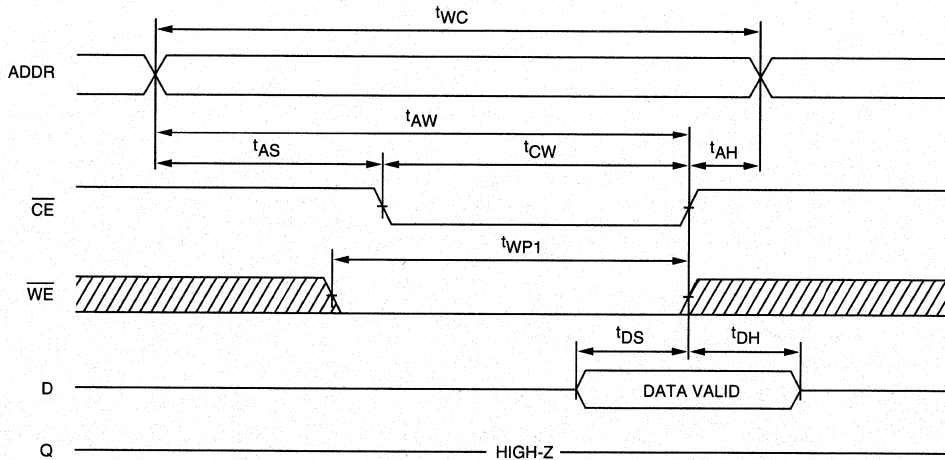 tWC
ADDR
tAW
tAS tCW tAH
CE
tWP1
WE
tDS tDH
D DATA VALID
Q HIGH-Z